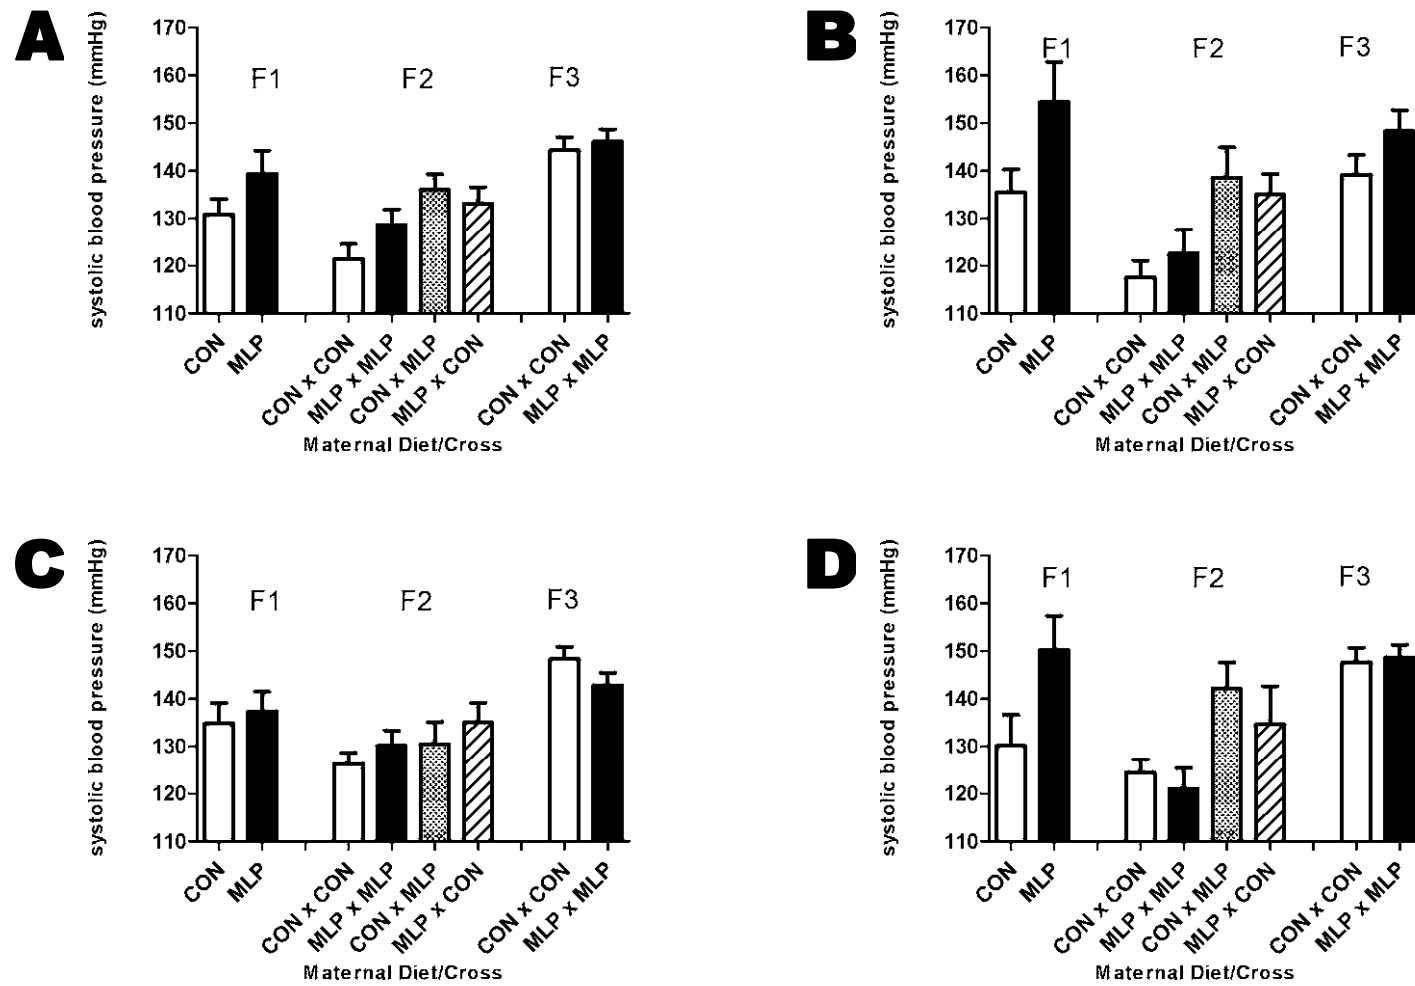 A
systolic blood pressure (mmHg)
170
160
150
140
130
120
110
F1
F2
F3
CON
MLP
CON x CON
MLP x MLP
CON x MLP
MLP x CON
CON x CON
MLP x MLP
Maternal Diet/Cross
B
systolic blood pressure (mmHg)
170
160
150
140
130
120
110
F1
F2
F3
CON
MLP
CON x CON
MLP x MLP
CON x MLP
MLP x CON
CON x CON
MLP x MLP
Maternal Diet/Cross
C
systolic blood pressure (mmHg)
170
160
150
140
130
120
110
F1
F2
F3
CON
MLP
CON x CON
MLP x MLP
CON x MLP
MLP x CON
CON x CON
MLP x MLP
Maternal Diet/Cross
D
systolic blood pressure (mmHg)
170
160
150
140
130
120
110
F1
F2
F3
CON
MLP
CON x CON
MLP x MLP
CON x MLP
MLP x CON
CON x CON
MLP x MLP
Maternal Diet/Cross